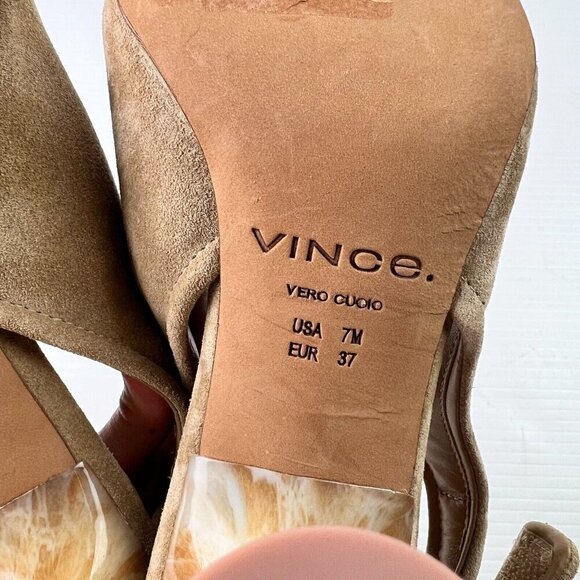 VINCe.
VERO CUOIO
USA 7M
EUR 37